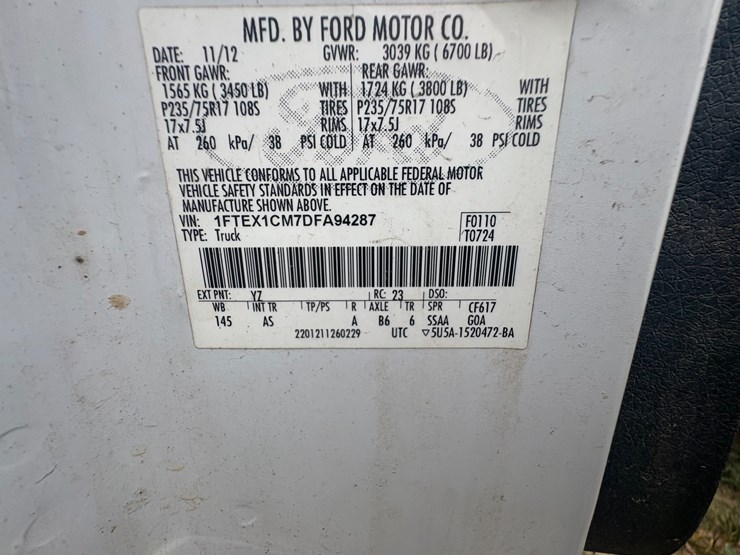 MFD. BY FORD MOTOR CO.
DATE: 11/12 GVWR: 3039 KG ( 6700 LB)
FRONT GAWR: REAR GAWR:
1565 KG ( 3450 LB) WITH 1724 KG ( 3800 LB) WITH
P235/75R17 108S TIRES P235/75R17 108S TIRES
17x7.5J RIMS 17x7.5J RIMS
AT 260 kPa/ 38 PSI COLD AT 260 kPa/ 38 PSI COLD
THIS VEHICLE CONFORMS TO ALL APPLICABLE FEDERAL MOTOR
VEHICLE SAFETY STANDARDS IN EFFECT ON THE DATE OF
MANUFACTURE SHOWN ABOVE.
VIN: 1FTEX1CM7DFA94287 F0110
TYPE: Truck T0724
EXT PNT: YZ RC: 23 DSO:
WB INT TR TP/PS R AXLE TR SPR CF617
145 AS A B6 6 SSAA GOA
2201211260229 UTC ▽5U5A-1520472-BA